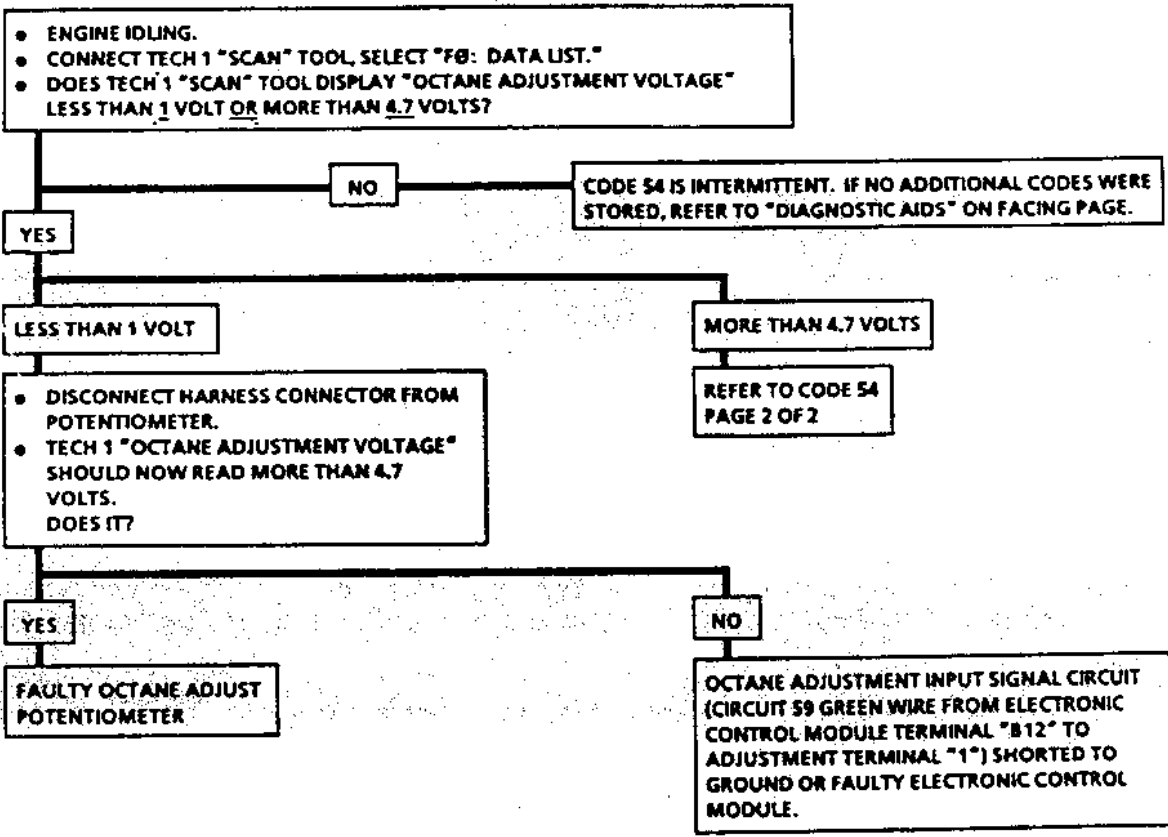 • ENGINE IDLING.
• CONNECT TECH 1 "SCAN" TOOL, SELECT "FØ: DATA LIST."
• DOES TECH 1 "SCAN" TOOL DISPLAY "OCTANE ADJUSTMENT VOLTAGE"
LESS THAN 1 VOLT OR MORE THAN 4.7 VOLTS?
NO
CODE 54 IS INTERMITTENT. IF NO ADDITIONAL CODES WERE
STORED, REFER TO "DIAGNOSTIC AIDS" ON FACING PAGE.
YES
LESS THAN 1 VOLT
MORE THAN 4.7 VOLTS
REFER TO CODE 54
PAGE 2 OF 2
• DISCONNECT HARNESS CONNECTOR FROM
POTENTIOMETER.
• TECH 1 "OCTANE ADJUSTMENT VOLTAGE"
SHOULD NOW READ MORE THAN 4.7
VOLTS.
DOES IT?
YES
NO
FAULTY OCTANE ADJUST
POTENTIOMETER
OCTANE ADJUSTMENT INPUT SIGNAL CIRCUIT
(CIRCUIT S9 GREEN WIRE FROM ELECTRONIC
CONTROL MODULE TERMINAL "B12" TO
ADJUSTMENT TERMINAL "1") SHORTED TO
GROUND OR FAULTY ELECTRONIC CONTROL
MODULE.